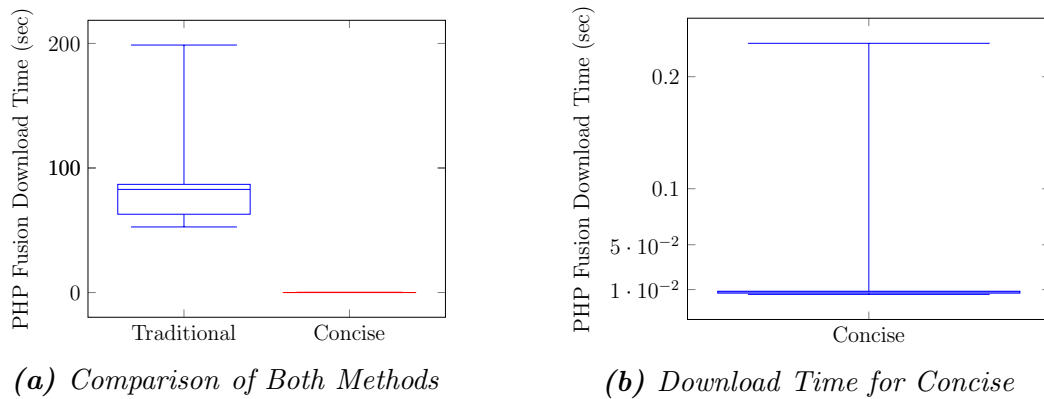 PHP Fusion Download Time (sec)
200
100
0
Traditional
Concise
(a) Comparison of Both Methods
PHP Fusion Download Time (sec)
0.2
0.1
5 · 10⁻²
1 · 10⁻²
Concise
(b) Download Time for Concise